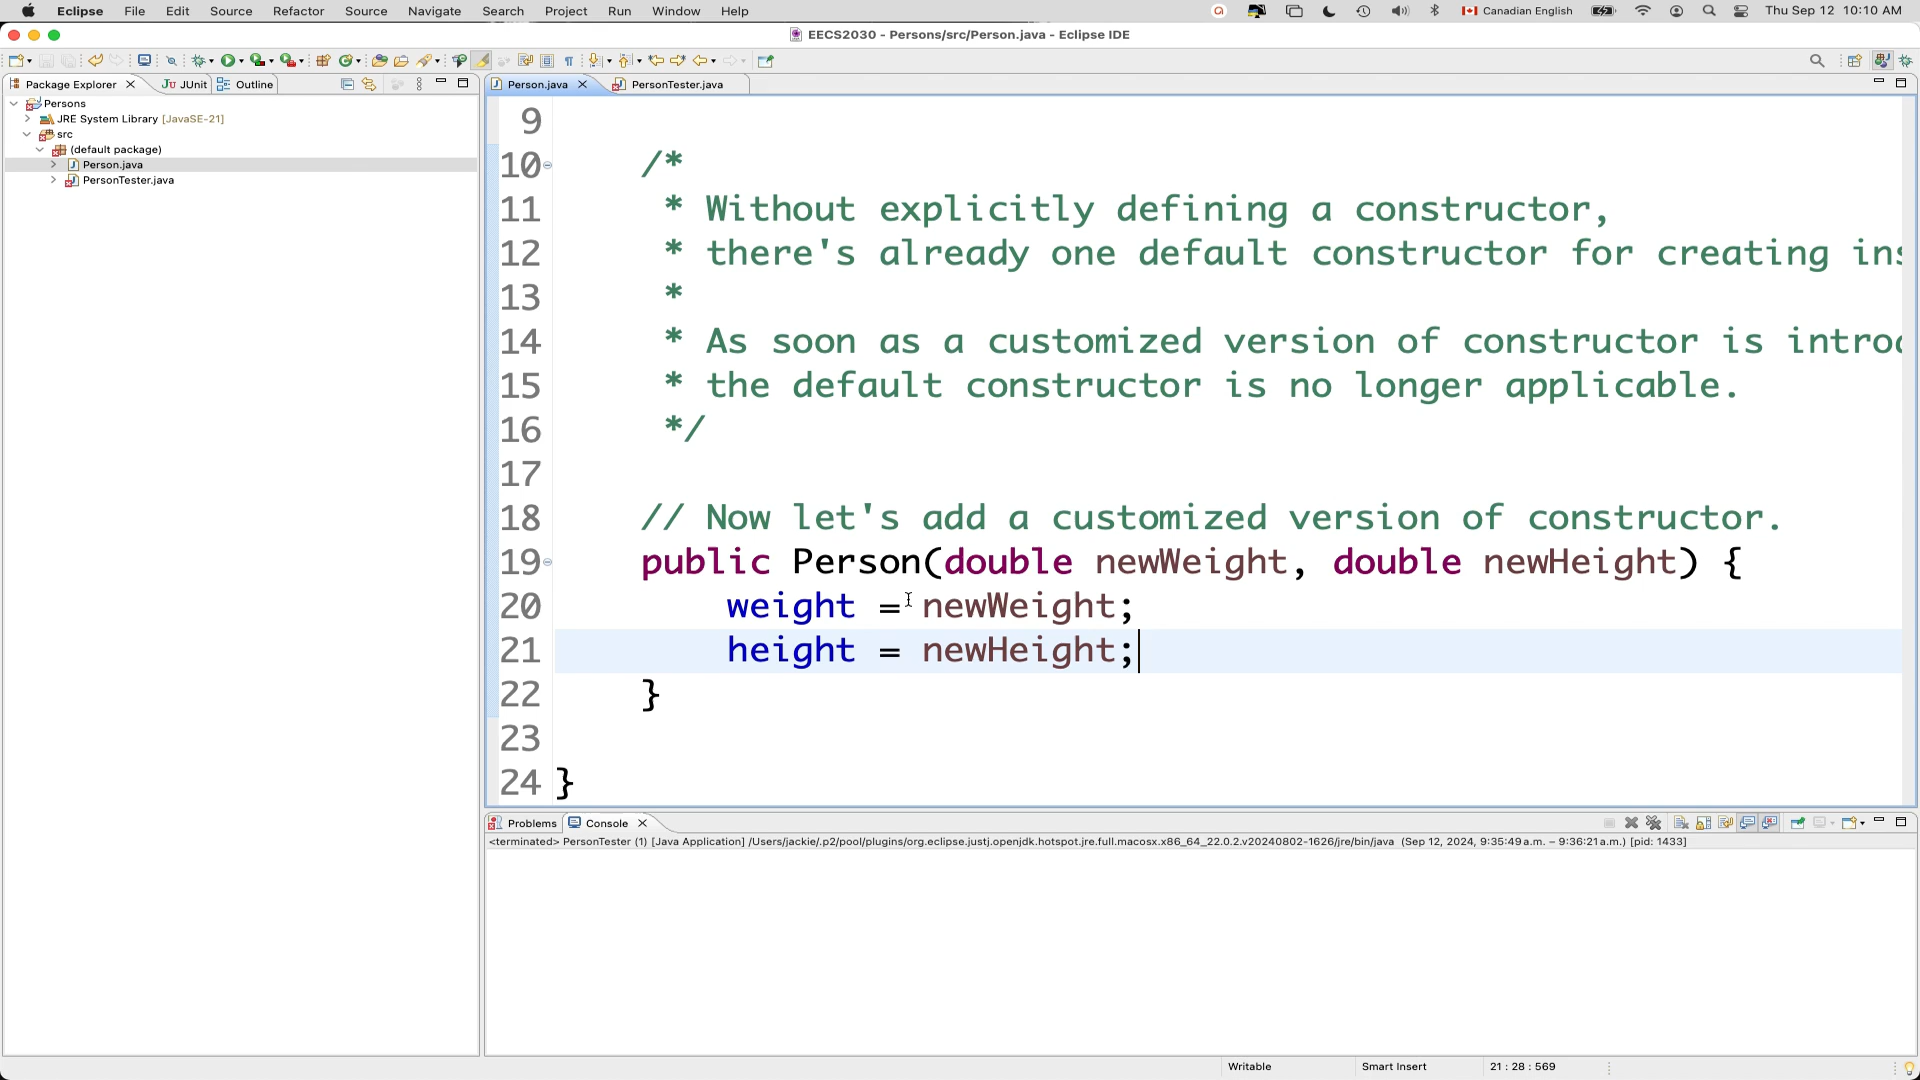 Eclipse File Edit Source Refactor Source Navigate Search Project Run Window Help Canadian English Thu Sep 12 10:10 AM
EECS2030 - Persons/src/Person.java - Eclipse IDE
Package Explorer JUnit Outline
Persons
JRE System Library [JavaSE-21]
src
(default package)
Person.java
PersonTester.java
Person.java PersonTester.java
9
10 /*
11 * Without explicitly defining a constructor,
12 * there's already one default constructor for creating ins
13 *
14 * As soon as a customized version of constructor is introd
15 * the default constructor is no longer applicable.
16 */
17
18 // Now let's add a customized version of constructor.
19 public Person(double newWeight, double newHeight) {
20 weight = newWeight;
21 height = newHeight;
22 }
23
24 }
Problems Console
<terminated> PersonTester (1) [Java Application] /Users/jackie/.p2/pool/plugins/org.eclipse.justj.openjdk.hotspot.jre.full.macosx.x86_64_22.0.2.v20240802-1626/jre/bin/java (Sep 12, 2024, 9:35:49 a.m. – 9:36:21 a.m.) [pid: 1433]
Writable Smart Insert 21 : 28 : 569